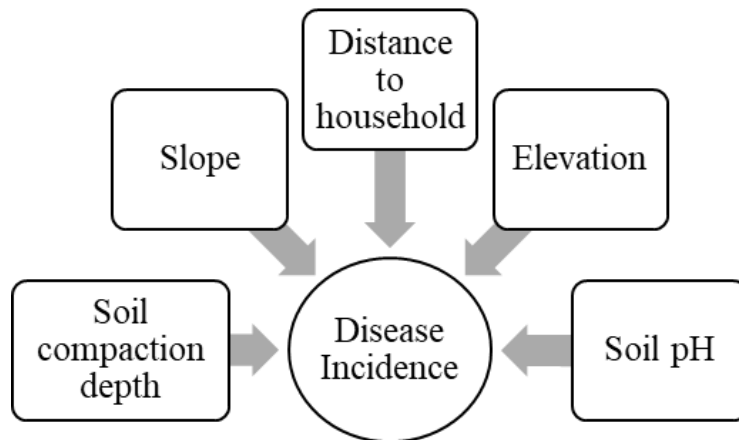 Distance
to
household
Slope
Elevation
Soil
compaction
depth
Disease
Incidence
Soil pH